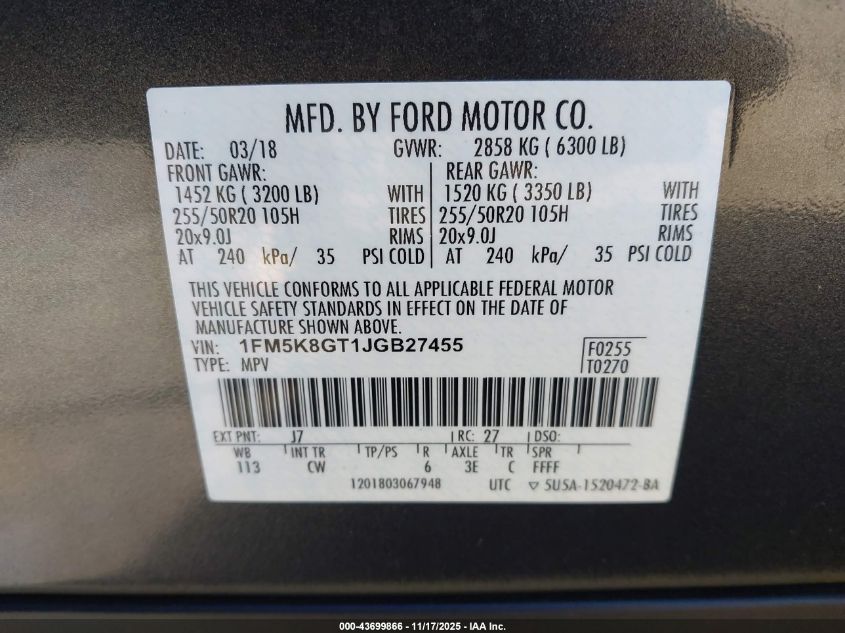 MFD. BY FORD MOTOR CO.
DATE: 03/18 GVWR: 2858 KG ( 6300 LB)
FRONT GAWR: REAR GAWR:
1452 KG ( 3200 LB) WITH 1520 KG ( 3350 LB) WITH
255/50R20 105H TIRES 255/50R20 105H TIRES
20x9.0J RIMS 20x9.0J RIMS
AT 240 kPa/ 35 PSI COLD AT 240 kPa/ 35 PSI COLD
THIS VEHICLE CONFORMS TO ALL APPLICABLE FEDERAL MOTOR
VEHICLE SAFETY STANDARDS IN EFFECT ON THE DATE OF
MANUFACTURE SHOWN ABOVE.
VIN: 1FM5K8GT1JGB27455 F0255
TYPE: MPV T0270
EXT PNT: J7 RC: 27 DSO:
WB INT TR TP/PS R AXLE TR SPR
113 CW 6 3E C FFFF
1201803067948 UTC ▽ 5U5A-1520472-BA
000-43699866 - 11/17/2025 - IAA Inc.